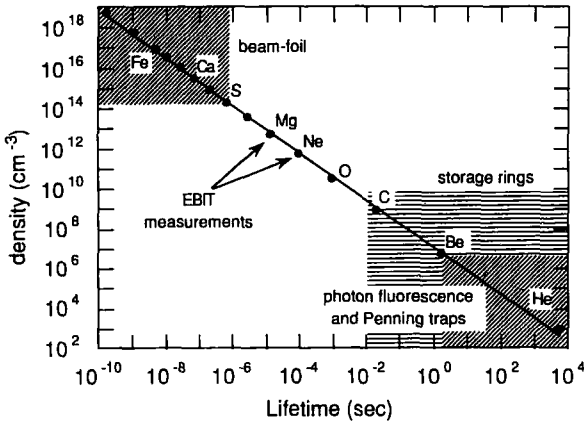 10^18
10^16
10^14
10^12
10^10
10^8
10^6
10^4
10^2
density (cm^-3)
Fe
Ca
S
beam-foil
Mg
Ne
EBIT
measurements
O
C
storage rings
Be
photon fluorescence
and Penning traps
He
10^-10 10^-8 10^-6 10^-4 10^-2 10^0 10^2 10^4
Lifetime (sec)